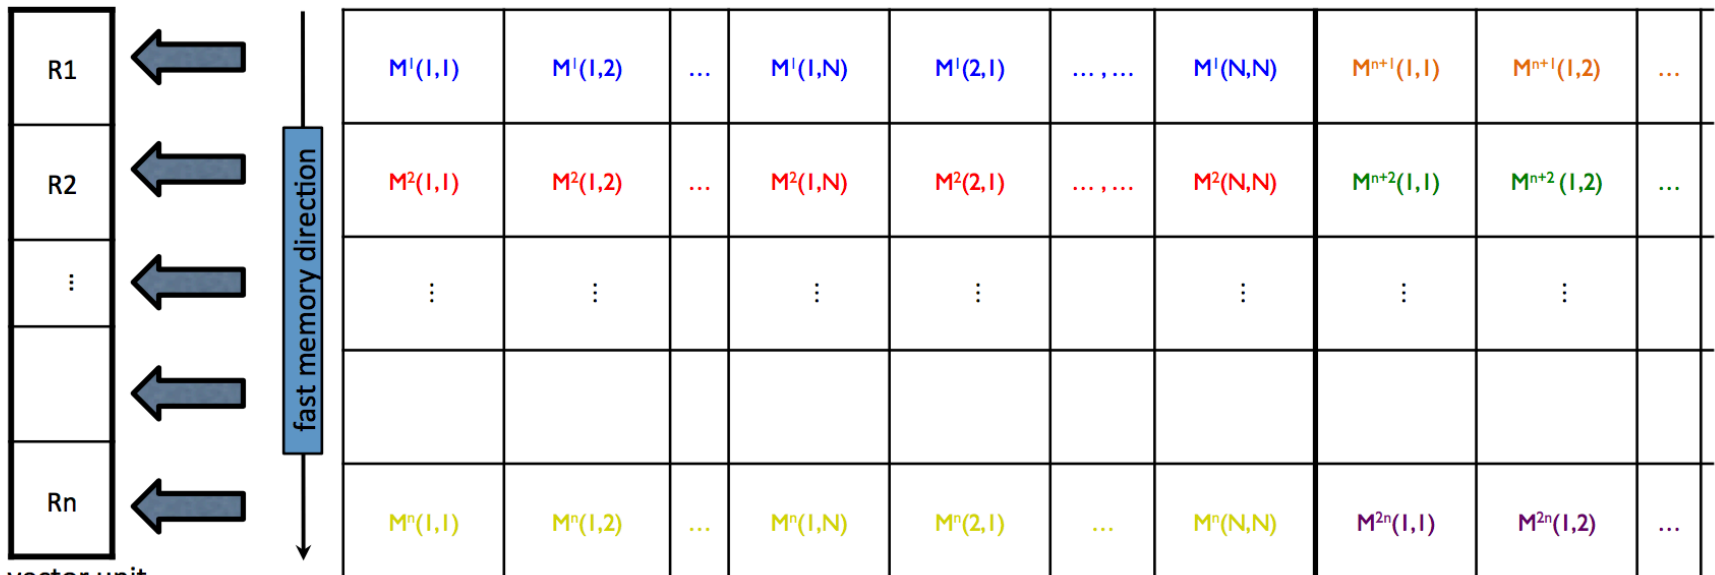 R1 M¹(1,1) M¹(1,2) ... M¹(1,N) M¹(2,1) ... , ... M¹(N,N) Mⁿ⁺¹(1,1) Mⁿ⁺¹(1,2) ...
R2 M²(1,1) M²(1,2) ... M²(1,N) M²(2,1) ... , ... M²(N,N) Mⁿ⁺²(1,1) Mⁿ⁺² (1,2) ...
⋮ ⋮ ⋮ ⋮ ⋮ ⋮ ⋮ ⋮
Rn Mⁿ(1,1) Mⁿ(1,2) ... Mⁿ(1,N) Mⁿ(2,1) ... Mⁿ(N,N) M²ⁿ(1,1) M²ⁿ(1,2) ...
fast memory direction
vector unit